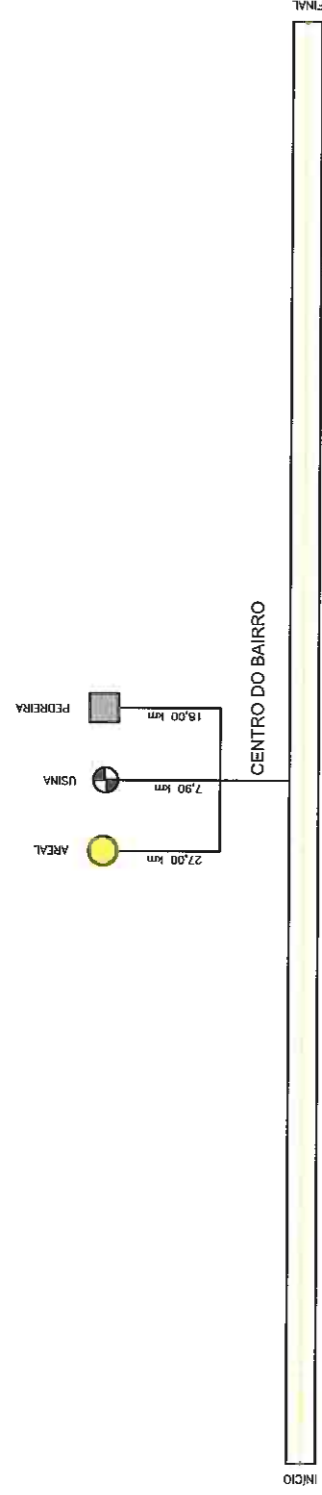 FINAL
PEDREIRA
18,00 km
USINA
7,90 km
AREAL
27,00 km
CENTRO DO BAIRRO
INÍCIO